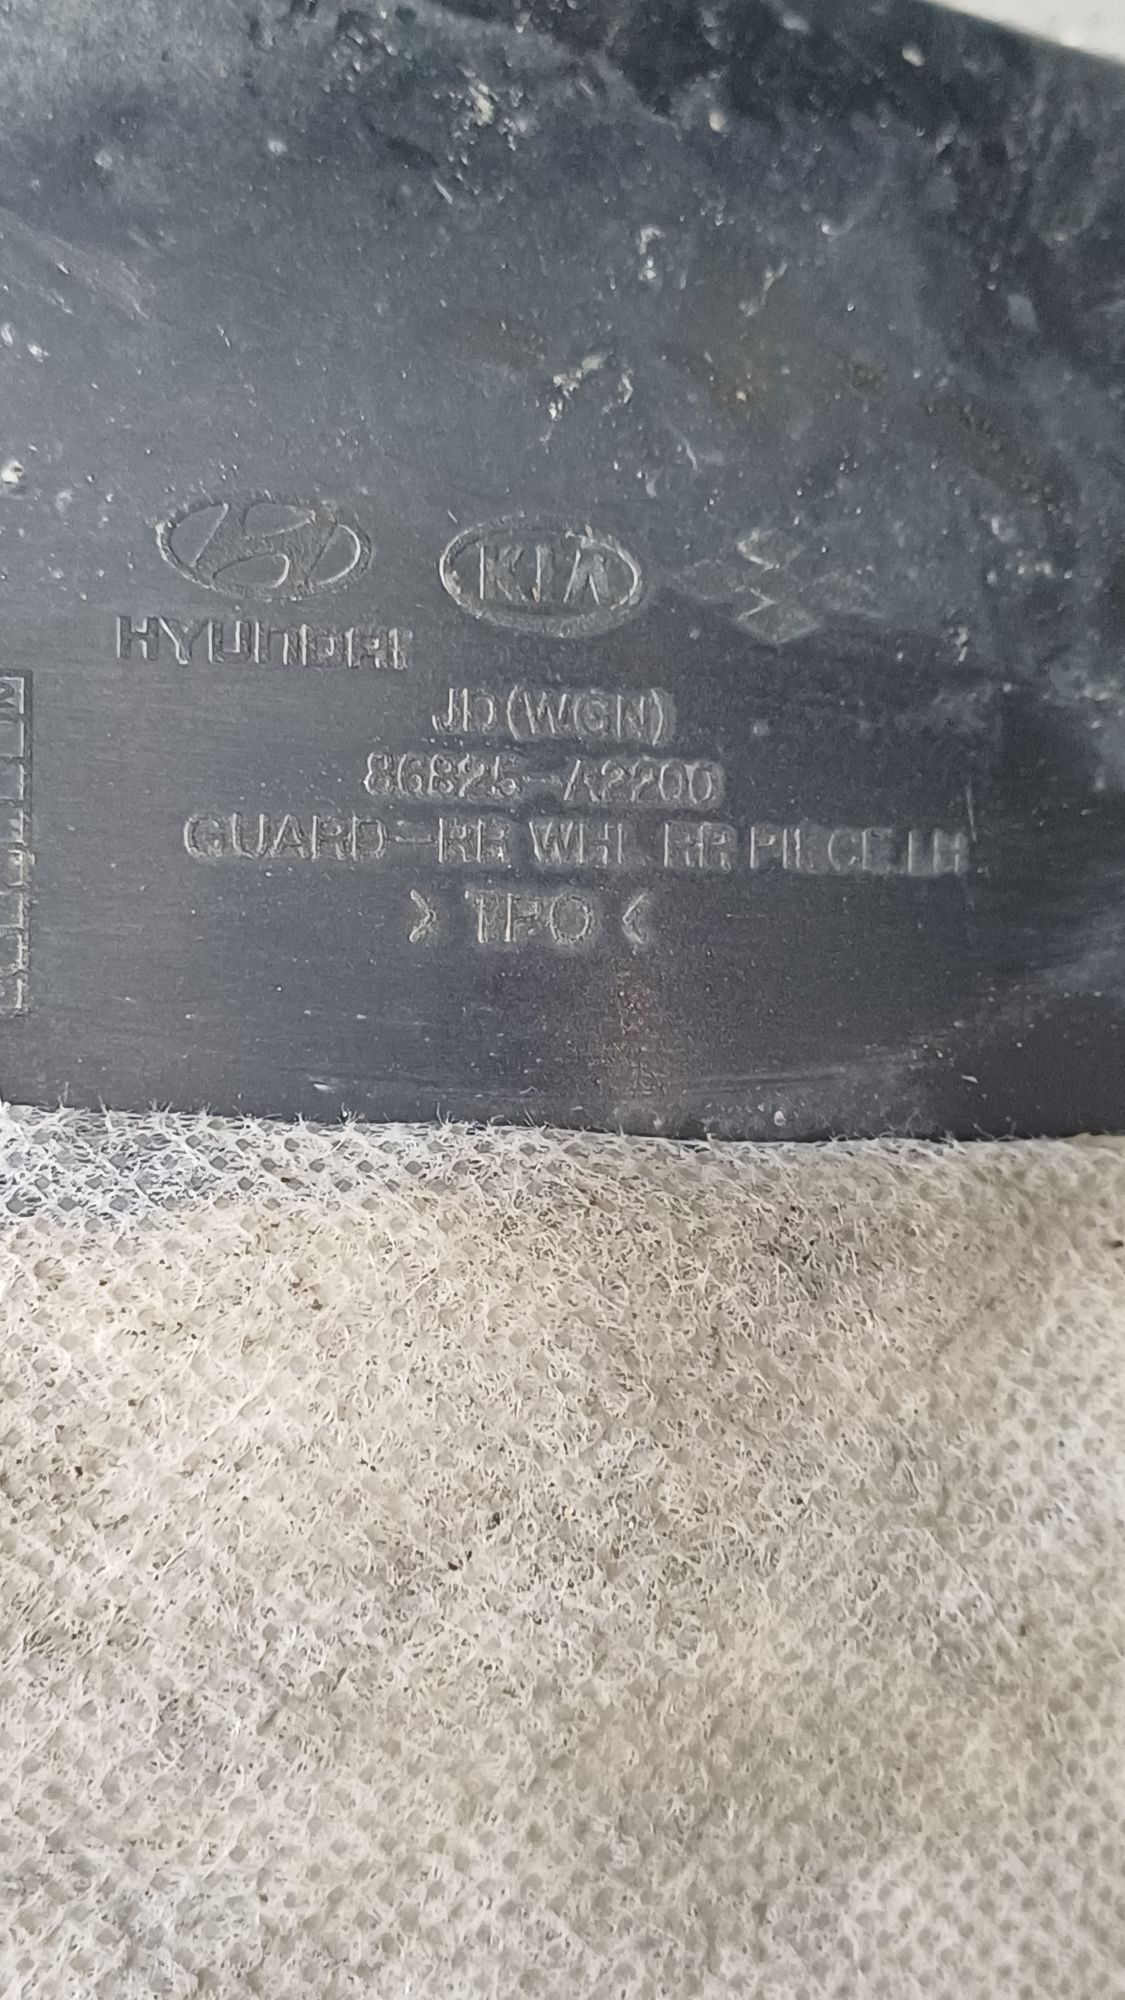 KIA
HYUNDAI
JD(WGN)
86825-A2200
GUARD-RR WHL RR PIECE LH
> TPO <